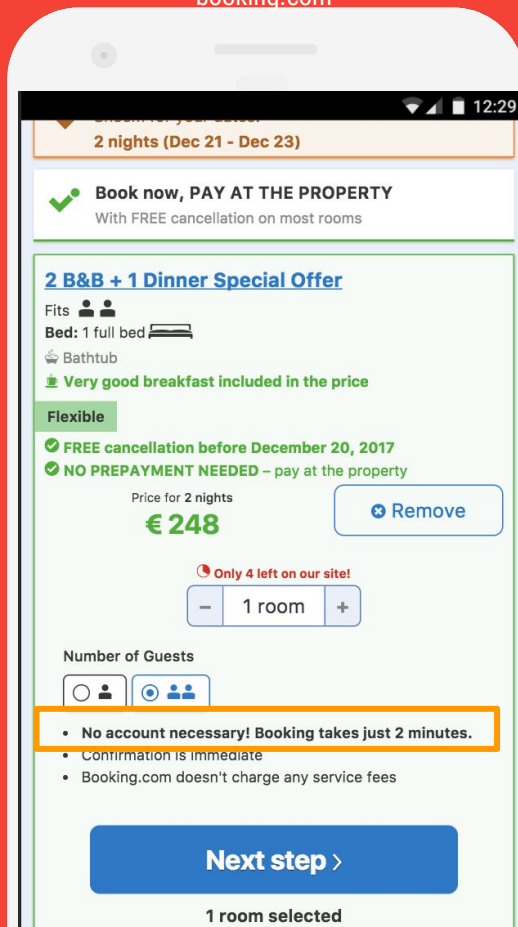 booking.com
12:29
2 nights (Dec 21 - Dec 23)
Book now, PAY AT THE PROPERTY
With FREE cancellation on most rooms
2 B&B + 1 Dinner Special Offer
Fits
Bed: 1 full bed
Bathtub
Very good breakfast included in the price
Flexible
FREE cancellation before December 20, 2017
NO PREPAYMENT NEEDED – pay at the property
Price for 2 nights
€ 248
Remove
Only 4 left on our site!
− 1 room +
Number of Guests
• No account necessary! Booking takes just 2 minutes.
• Confirmation is immediate
• Booking.com doesn't charge any service fees
Next step ›
1 room selected